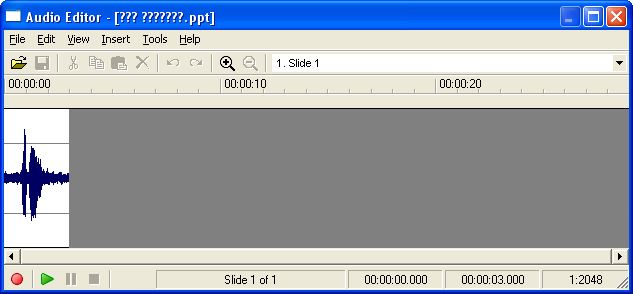 Audio Editor - [??? ???????.ppt]
File Edit View Insert Tools Help
1. Slide 1
00:00:00 00:00:10 00:00:20
Slide 1 of 1 00:00:00.000 00:00:03.000 1:2048